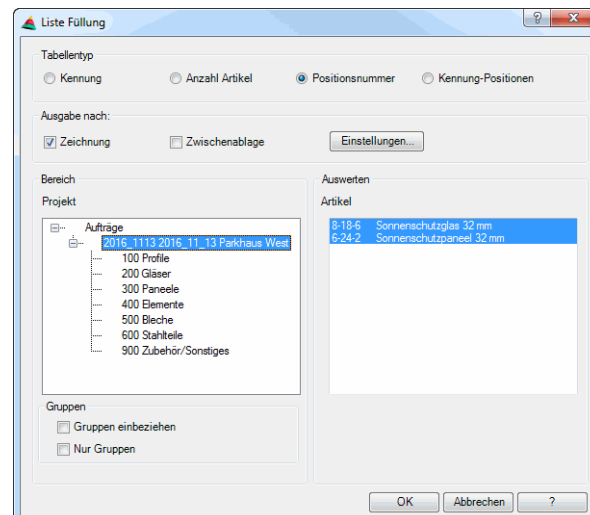 Liste Füllung
Tabellentyp
Kennung Anzahl Artikel Positionsnummer Kennung-Positionen
Ausgabe nach:
Zeichnung Zwischenablage Einstellungen...
Bereich
Projekt
Aufträge
2016_1113 2016_11_13 Parkhaus West
100 Profile
200 Gläser
300 Paneele
400 Elemente
500 Bleche
600 Stahlteile
900 Zubehör/Sonstiges
Gruppen
Gruppen einbeziehen
Nur Gruppen
Auswerten
Artikel
8-18-6 Sonnenschutzglas 32 mm
6-24-2 Sonnenschutzpaneel 32 mm
OK Abbrechen ?